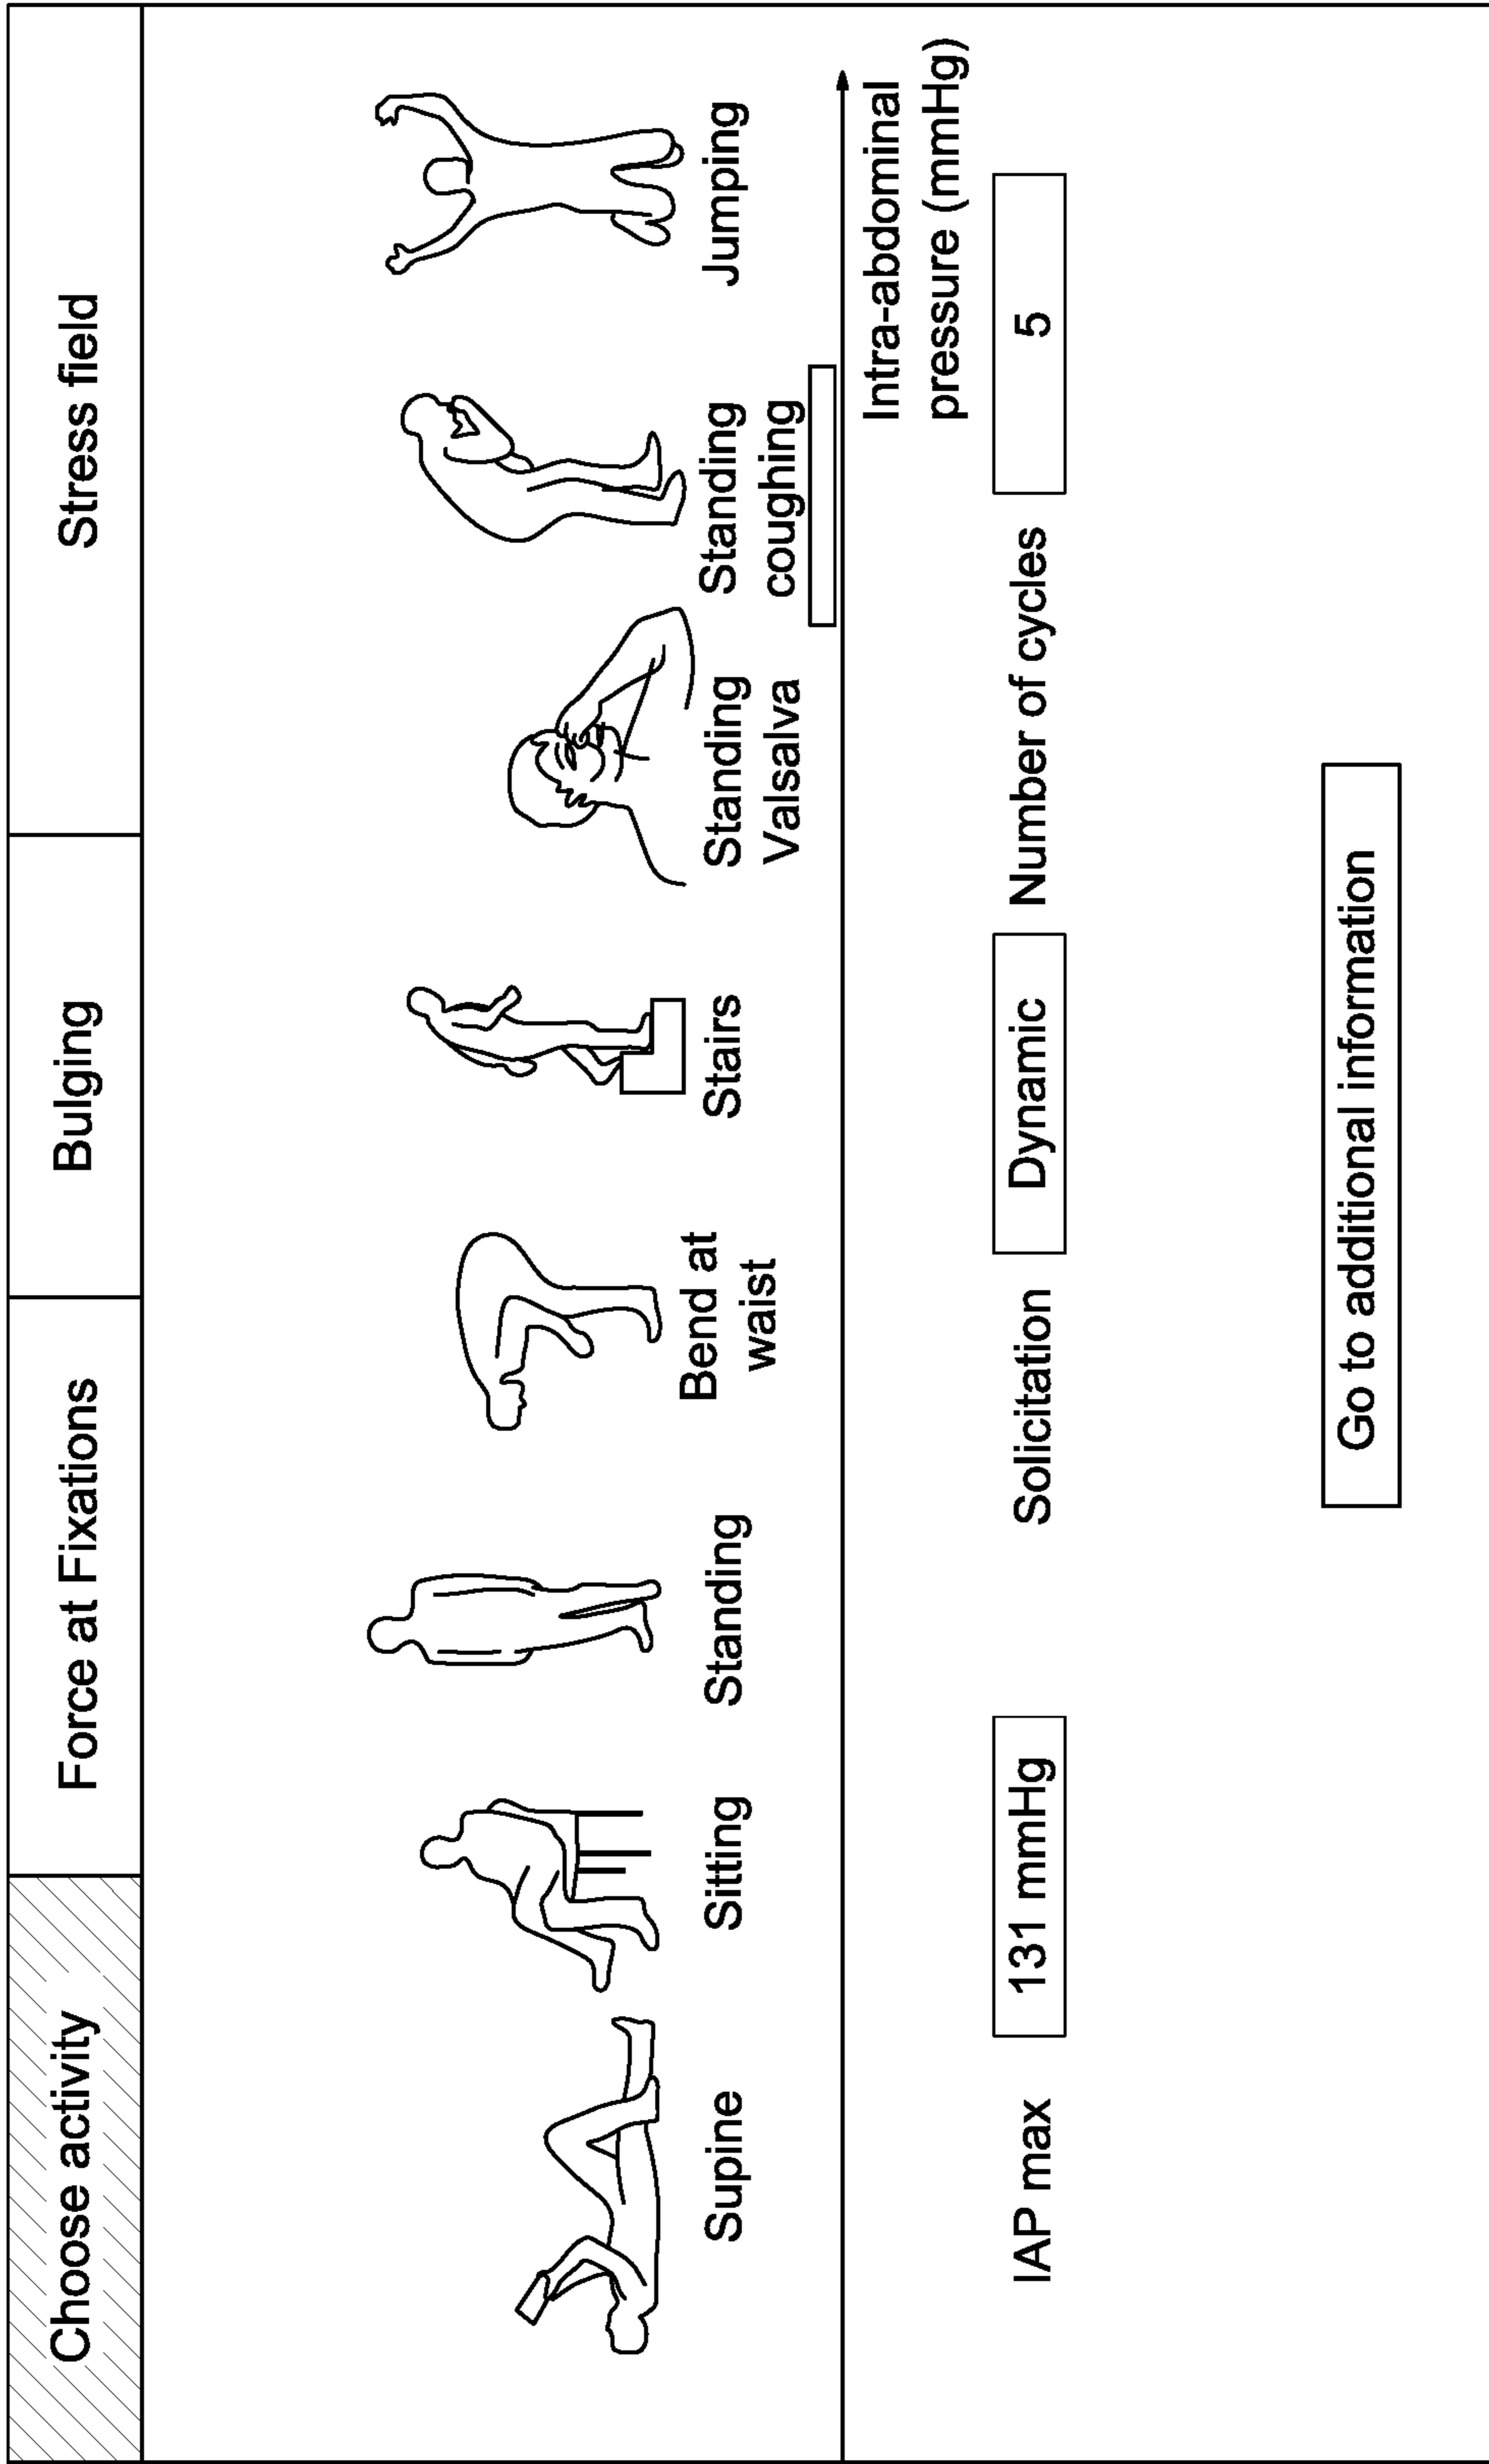 Choose activity
Force at Fixations
Bulging
Stress field
Supine
Sitting
Standing
Bend at
waist
Stairs
Standing
Valsalva
Standing
coughing
Jumping
Intra-abdominal
pressure (mmHg)
IAP max
131 mmHg
Solicitation
Dynamic
Number of cycles
5
Go to additional information